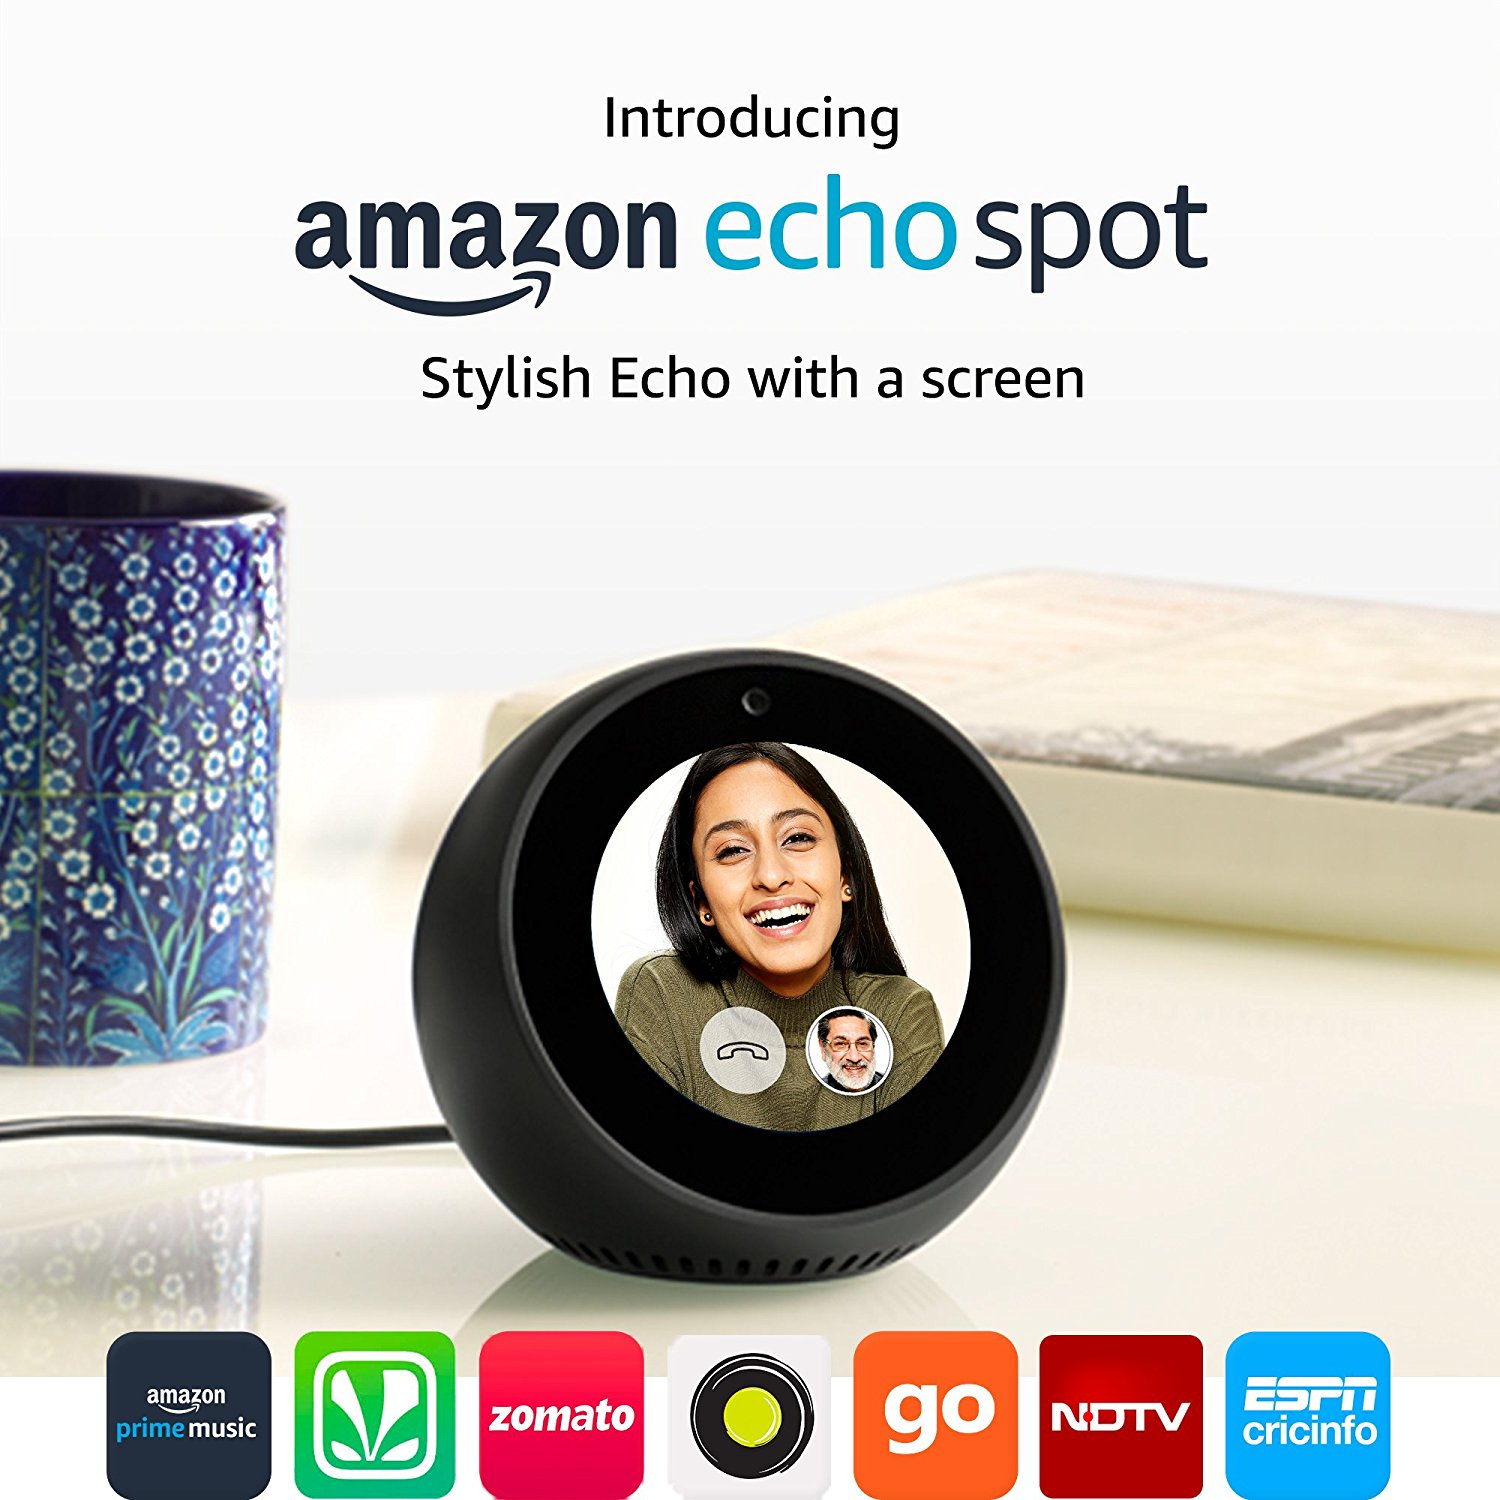 Introducing
amazon echo spot
Stylish Echo with a screen
amazon
prime music
zomato
go
NDTV
ESPN
cricinfo